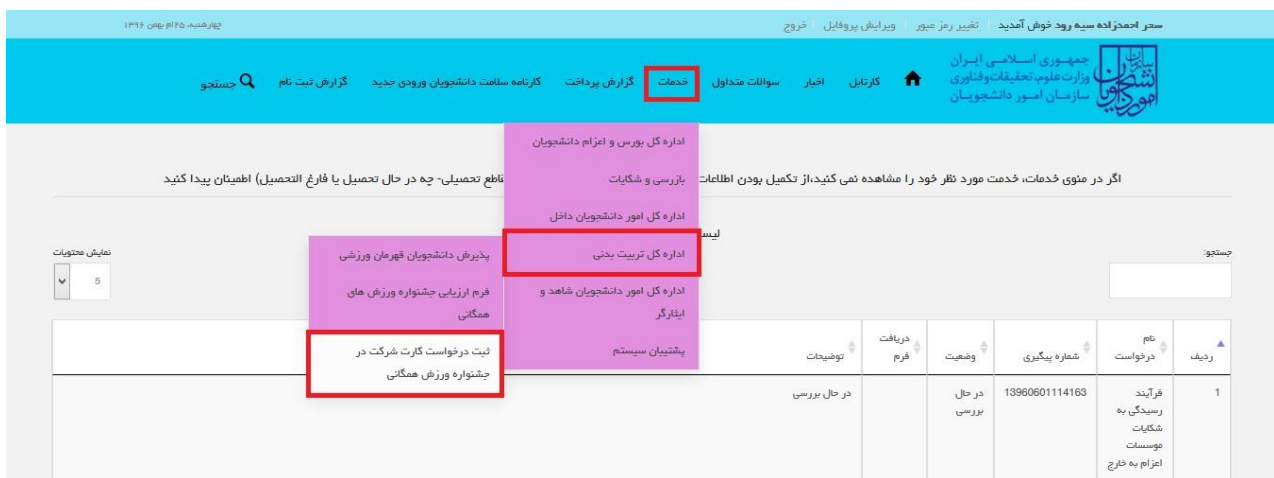 سحر احمدزاده سیه رود خوش آمدید | تغییر رمز عبور | ویرایش پروفایل | خروج
چهارشنبه، ۲۵ام بهمن ۱۳۹۶
جمهوری اسلامی ایران
وزارت علوم،تحقیقات وفناوری
سازمان امور دانشجویان
سازمان امور دانشجویان
کارتابل اخبار سوالات متداول خدمات گزارش پرداخت کارنامه سلامت دانشجویان ورودی جدید گزارش ثبت نام جستجو
اداره کل بورس و اعزام دانشجویان
بازرسی و شکایات
اداره کل امور دانشجویان داخل
اداره کل تربیت بدنی
اداره کل امور دانشجویان شاهد و
ایثارگر
پشتیبان سیستم
پذیرش دانشجویان قهرمان ورزشی
فرم ارزیابی جشنواره ورزش های
همگانی
ثبت درخواست کارت شرکت در
جشنواره ورزش همگانی
اگر در منوی خدمات، خدمت مورد نظر خود را مشاهده نمی کنید،از تکمیل بودن اطلاعات
تحصیلی- چه در حال تحصیل یا فارغ التحصیل) اطمینان پیدا کنید
جستجو:
نمایش محتویات
5
ردیف
نام
درخواست
شماره پیگیری
وضعیت
دریافت
فرم
توضیحات
1
فرآیند
رسیدگی به
شکایات
موسسات
اعزام به خارج
13960601114163
در حال
بررسی
در حال بررسی